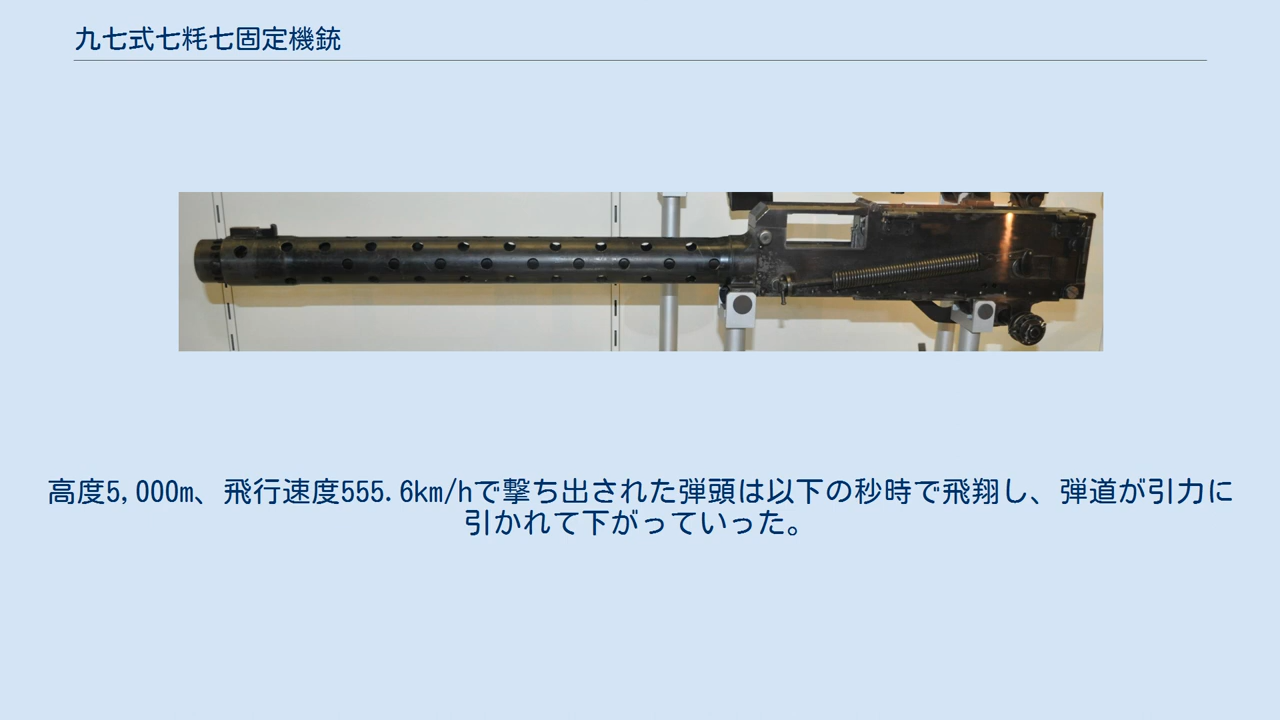 九七式七粍七固定機銃
高度5,000m、飛行速度555.6km/hで撃ち出された弾頭は以下の秒時で飛翔し、弾道が引力に
引かれて下がっていった。